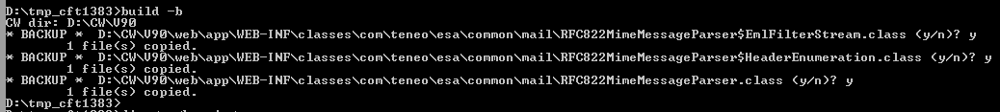 D:\tmp_cft1383>build -b
CW dir: D:\CW\V90
* BACKUP *  D:\CW\V90\web\app\WEB-INF\classes\com\teneo\esa\common\mail\RFC822MimeMessageParser$EmlFilterStream.class (y/n)? y
        1 file(s) copied.
* BACKUP *  D:\CW\V90\web\app\WEB-INF\classes\com\teneo\esa\common\mail\RFC822MimeMessageParser$HeaderEnumeration.class (y/n)? y
        1 file(s) copied.
* BACKUP *  D:\CW\V90\web\app\WEB-INF\classes\com\teneo\esa\common\mail\RFC822MimeMessageParser.class (y/n)? y
        1 file(s) copied.
D:\tmp_cft1383>